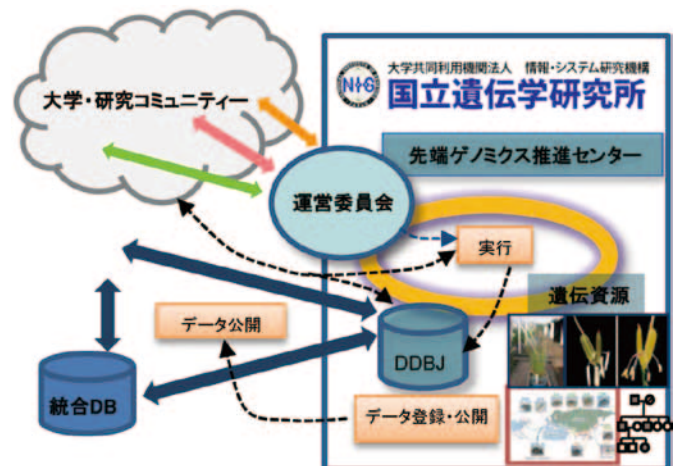 大学・研究コミュニティー
大学共同利用機関法人 情報・システム研究機構
NIG
国立遺伝学研究所
先端ゲノミクス推進センター
運営委員会
実行
遺伝資源
データ公開
DDBJ
統合DB
データ登録・公開